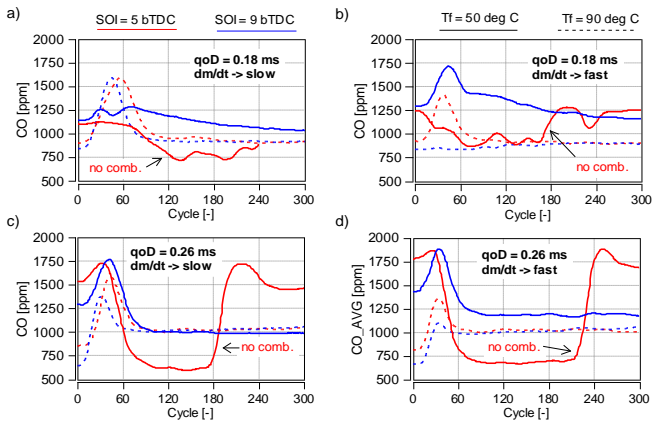 a)
SOI = 5 bTDC
SOI = 9 bTDC
b)
Tf = 50 deg C
Tf = 90 deg C
2000
1750
1500
1250
1000
750
500
CO [ppm]
qoD = 0.18 ms
dm/dt -> slow
no comb.
0
60
120
180
240
300
Cycle [-]
2000
1750
1500
1250
1000
750
500
CO [ppm]
qoD = 0.18 ms
dm/dt -> fast
no comb.
0
60
120
180
240
300
Cycle [-]
c)
2000
1750
1500
1250
1000
750
500
CO [ppm]
qoD = 0.26 ms
dm/dt -> slow
no comb.
0
60
120
180
240
300
Cycle [-]
d)
2000
1750
1500
1250
1000
750
500
CO_AVG [ppm]
qoD = 0.26 ms
dm/dt -> fast
no comb.
0
60
120
180
240
300
Cycle [-]